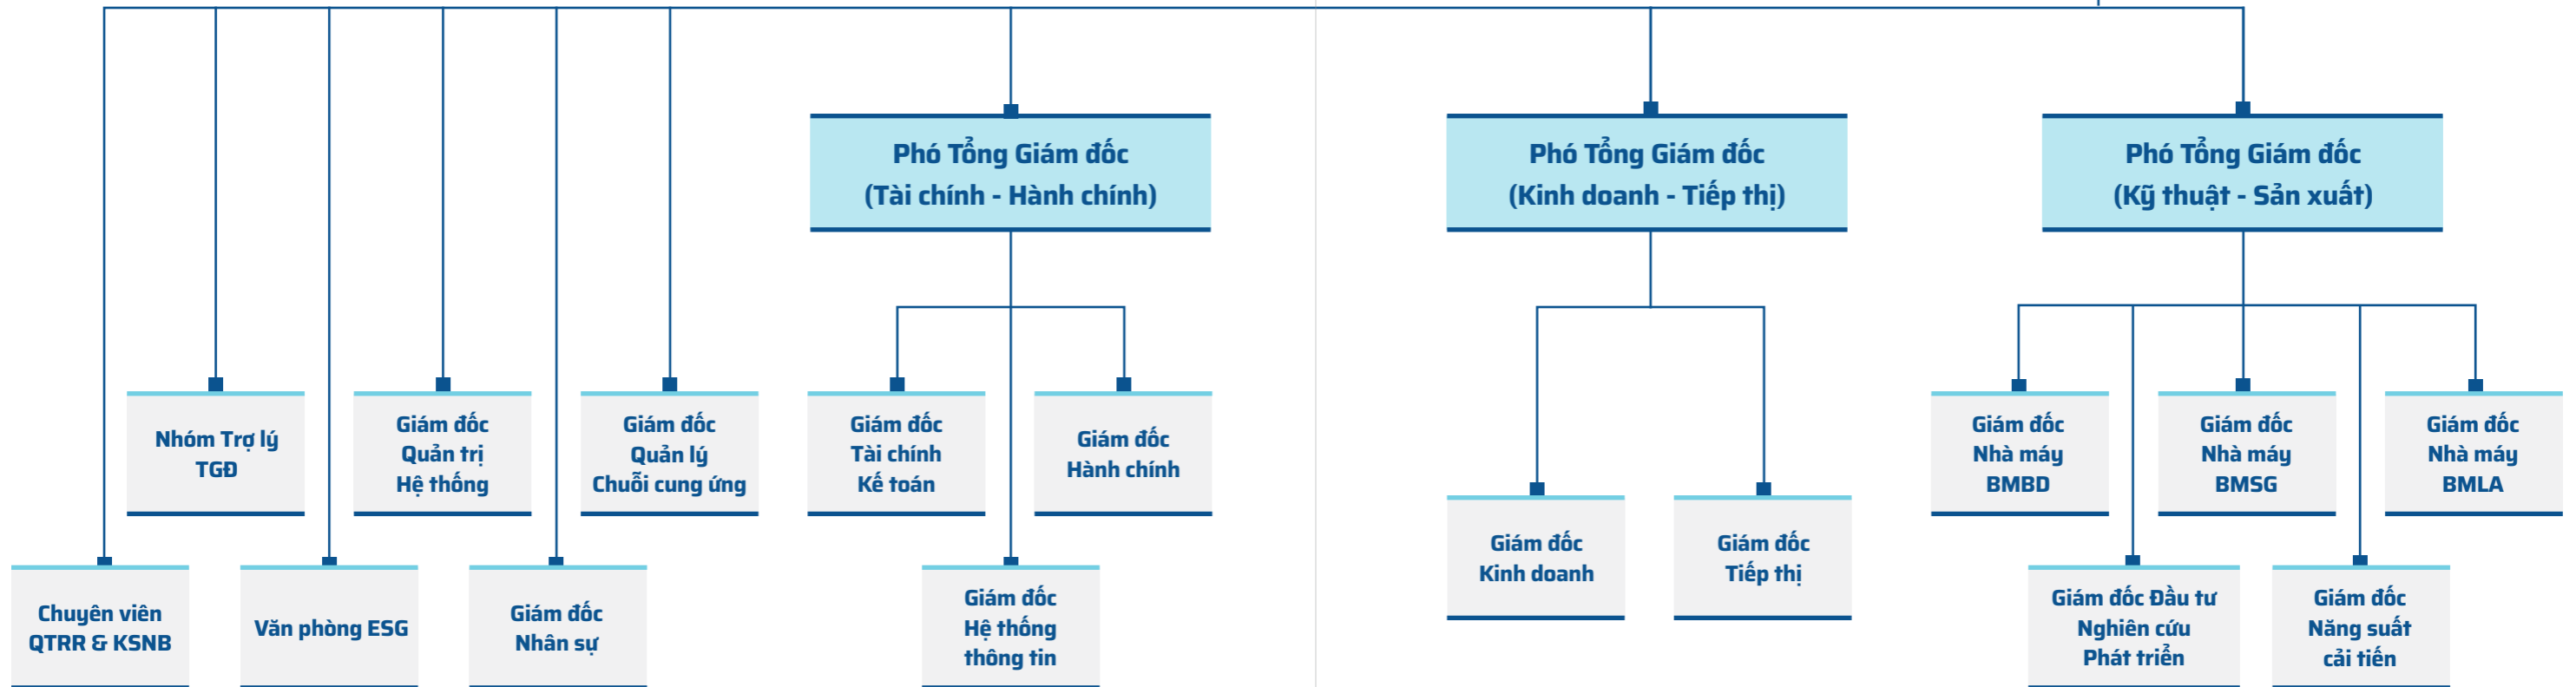 Phó Tổng Giám đốc
(Tài chính - Hành chính)
Phó Tổng Giám đốc
(Kinh doanh - Tiếp thị)
Phó Tổng Giám đốc
(Kỹ thuật - Sản xuất)
Nhóm Trợ lý
TGĐ
Giám đốc
Quản trị
Hệ thống
Giám đốc
Quản lý
Chuỗi cung ứng
Giám đốc
Tài chính
Kế toán
Giám đốc
Hành chính
Giám đốc
Nhà máy
BMBD
Giám đốc
Nhà máy
BMSG
Giám đốc
Nhà máy
BMLA
Giám đốc
Kinh doanh
Giám đốc
Tiếp thị
Chuyên viên
QTRR & KSNB
Văn phòng ESG
Giám đốc
Nhân sự
Giám đốc
Hệ thống
thông tin
Giám đốc Đầu tư
Nghiên cứu
Phát triển
Giám đốc
Năng suất
cải tiến